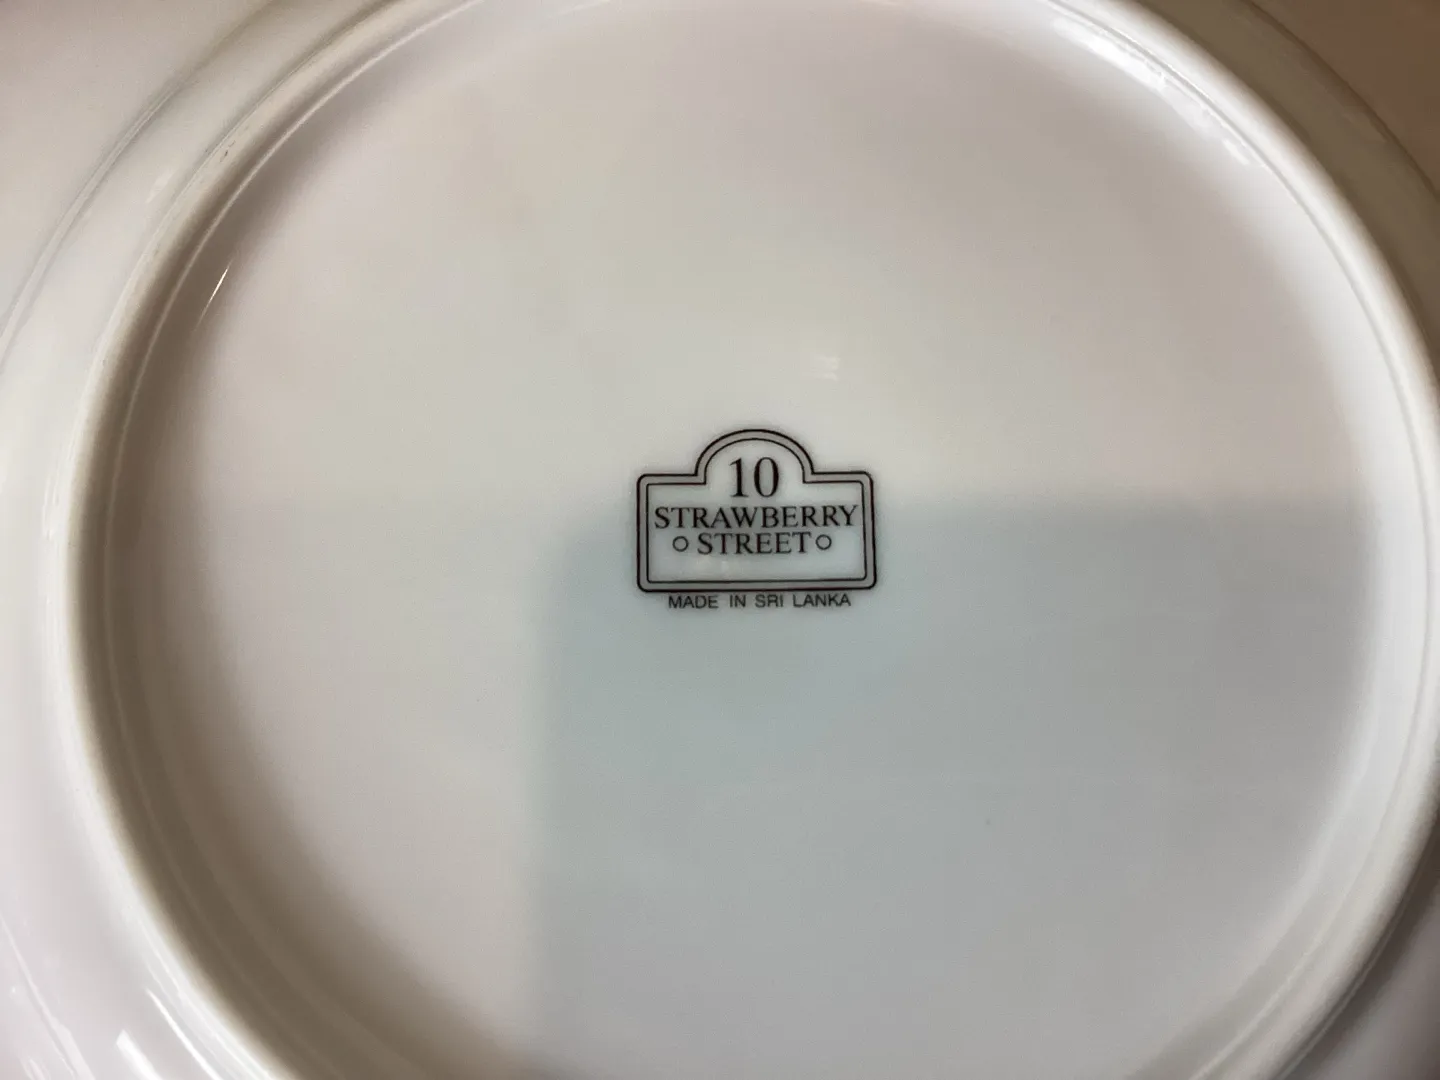 10
STRAWBERRY
STREET
MADE IN SRI LANKA